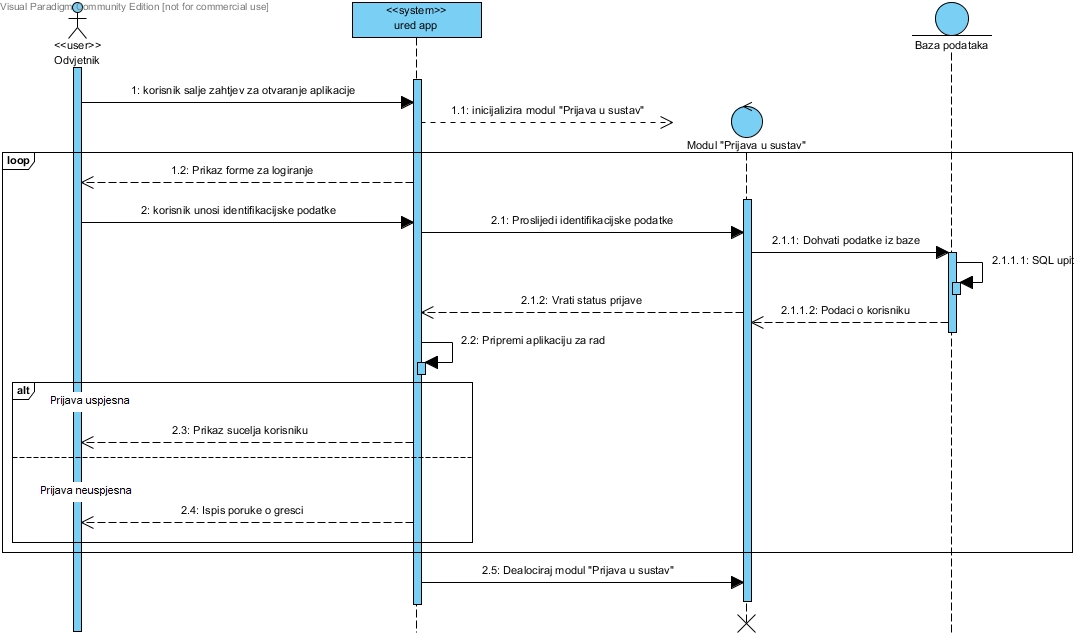 Visual Paradigm Community Edition [not for commercial use]
<<user>>
Odvjetnik
<<system>>
ured app
Baza podataka
1: korisnik salje zahtjev za otvaranje aplikacije
1.1: inicijalizira modul "Prijava u sustav"
Modul "Prijava u sustav"
loop
1.2: Prikaz forme za logiranje
2: korisnik unosi identifikacijske podatke
2.1: Proslijedi identifikacijske podatke
2.1.1: Dohvati podatke iz baze
2.1.1.1: SQL upit
2.1.2: Vrati status prijave
2.1.1.2: Podaci o korisniku
2.2: Pripremi aplikaciju za rad
alt
Prijava uspjesna
2.3: Prikaz sucelja korisniku
Prijava neuspjesna
2.4: Ispis poruke o gresci
2.5: Dealociraj modul "Prijava u sustav"